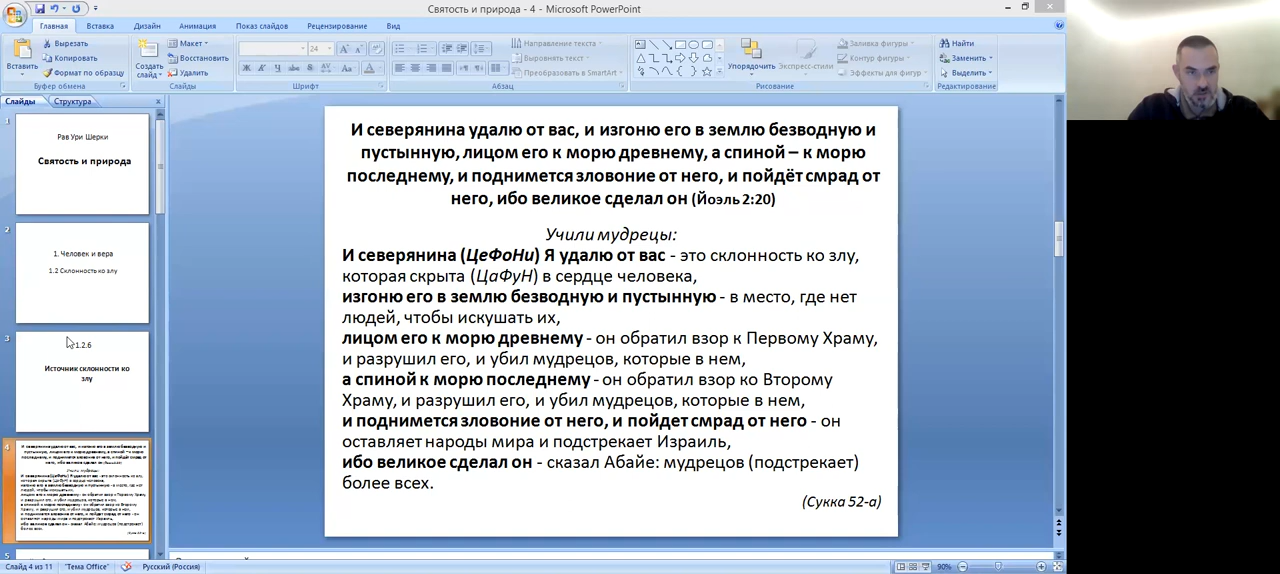 Святость и природа - 4 - Microsoft PowerPoint
Главная Вставка Дизайн Анимация Показ слайдов Рецензирование Вид
Вставить
Вырезать
Копировать
Формат по образцу
Буфер обмена
Создать слайд
Макет
Восстановить
Удалить
Слайды
24
Ж К Ч abc S AV Aa A
Шрифт
Направление текста
Выровнять текст
Преобразовать в SmartArt
Абзац
Упорядочить
Экспресс-стили
Заливка фигуры
Контур фигуры
Эффекты для фигур
Рисование
Найти
Заменить
Выделить
Редактирование
Слайды Структура
1
Рав Ури Шерки
Святость и природа
2
1. Человек и вера
1.2 Склонность ко злу
3
1.2.6
Источник склонности ко
злу
4
5
И северянина удалю от вас, и изгоню его в землю безводную и
пустынную, лицом его к морю древнему, а спиной – к морю
последнему, и поднимется зловоние от него, и пойдёт смрад от
него, ибо великое сделал он (Йоэль 2:20)
Учили мудрецы:
И северянина (ЦеФоНи) Я удалю от вас - это склонность ко злу,
которая скрыта (ЦаФуН) в сердце человека,
изгоню его в землю безводную и пустынную - в место, где нет
людей, чтобы искушать их,
лицом его к морю древнему - он обратил взор к Первому Храму,
и разрушил его, и убил мудрецов, которые в нем,
а спиной к морю последнему - он обратил взор ко Второму
Храму, и разрушил его, и убил мудрецов, которые в нем,
и поднимется зловоние от него, и пойдет смрад от него - он
оставляет народы мира и подстрекает Израиль,
ибо великое сделал он - сказал Абайе: мудрецов (подстрекает)
более всех.
(Сукка 52-а)
Слайд 4 из 11 "Тема Office" Русский (Россия) 90%